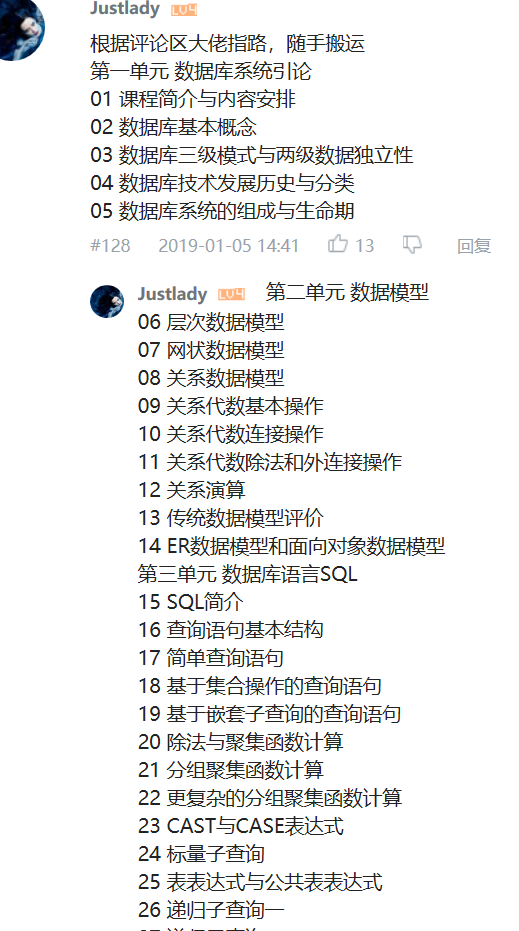 Justlady LV4
根据评论区大佬指路，随手搬运
第一单元 数据库系统引论
01 课程简介与内容安排
02 数据库基本概念
03 数据库三级模式与两级数据独立性
04 数据库技术发展历史与分类
05 数据库系统的组成与生命期
#128 2019-01-05 14:41 13 回复
Justlady LV4 第二单元 数据模型
06 层次数据模型
07 网状数据模型
08 关系数据模型
09 关系代数基本操作
10 关系代数连接操作
11 关系代数除法和外连接操作
12 关系演算
13 传统数据模型评价
14 ER数据模型和面向对象数据模型
第三单元 数据库语言SQL
15 SQL简介
16 查询语句基本结构
17 简单查询语句
18 基于集合操作的查询语句
19 基于嵌套子查询的查询语句
20 除法与聚集函数计算
21 分组聚集函数计算
22 更复杂的分组聚集函数计算
23 CAST与CASE表达式
24 标量子查询
25 表表达式与公共表表达式
26 递归子查询一